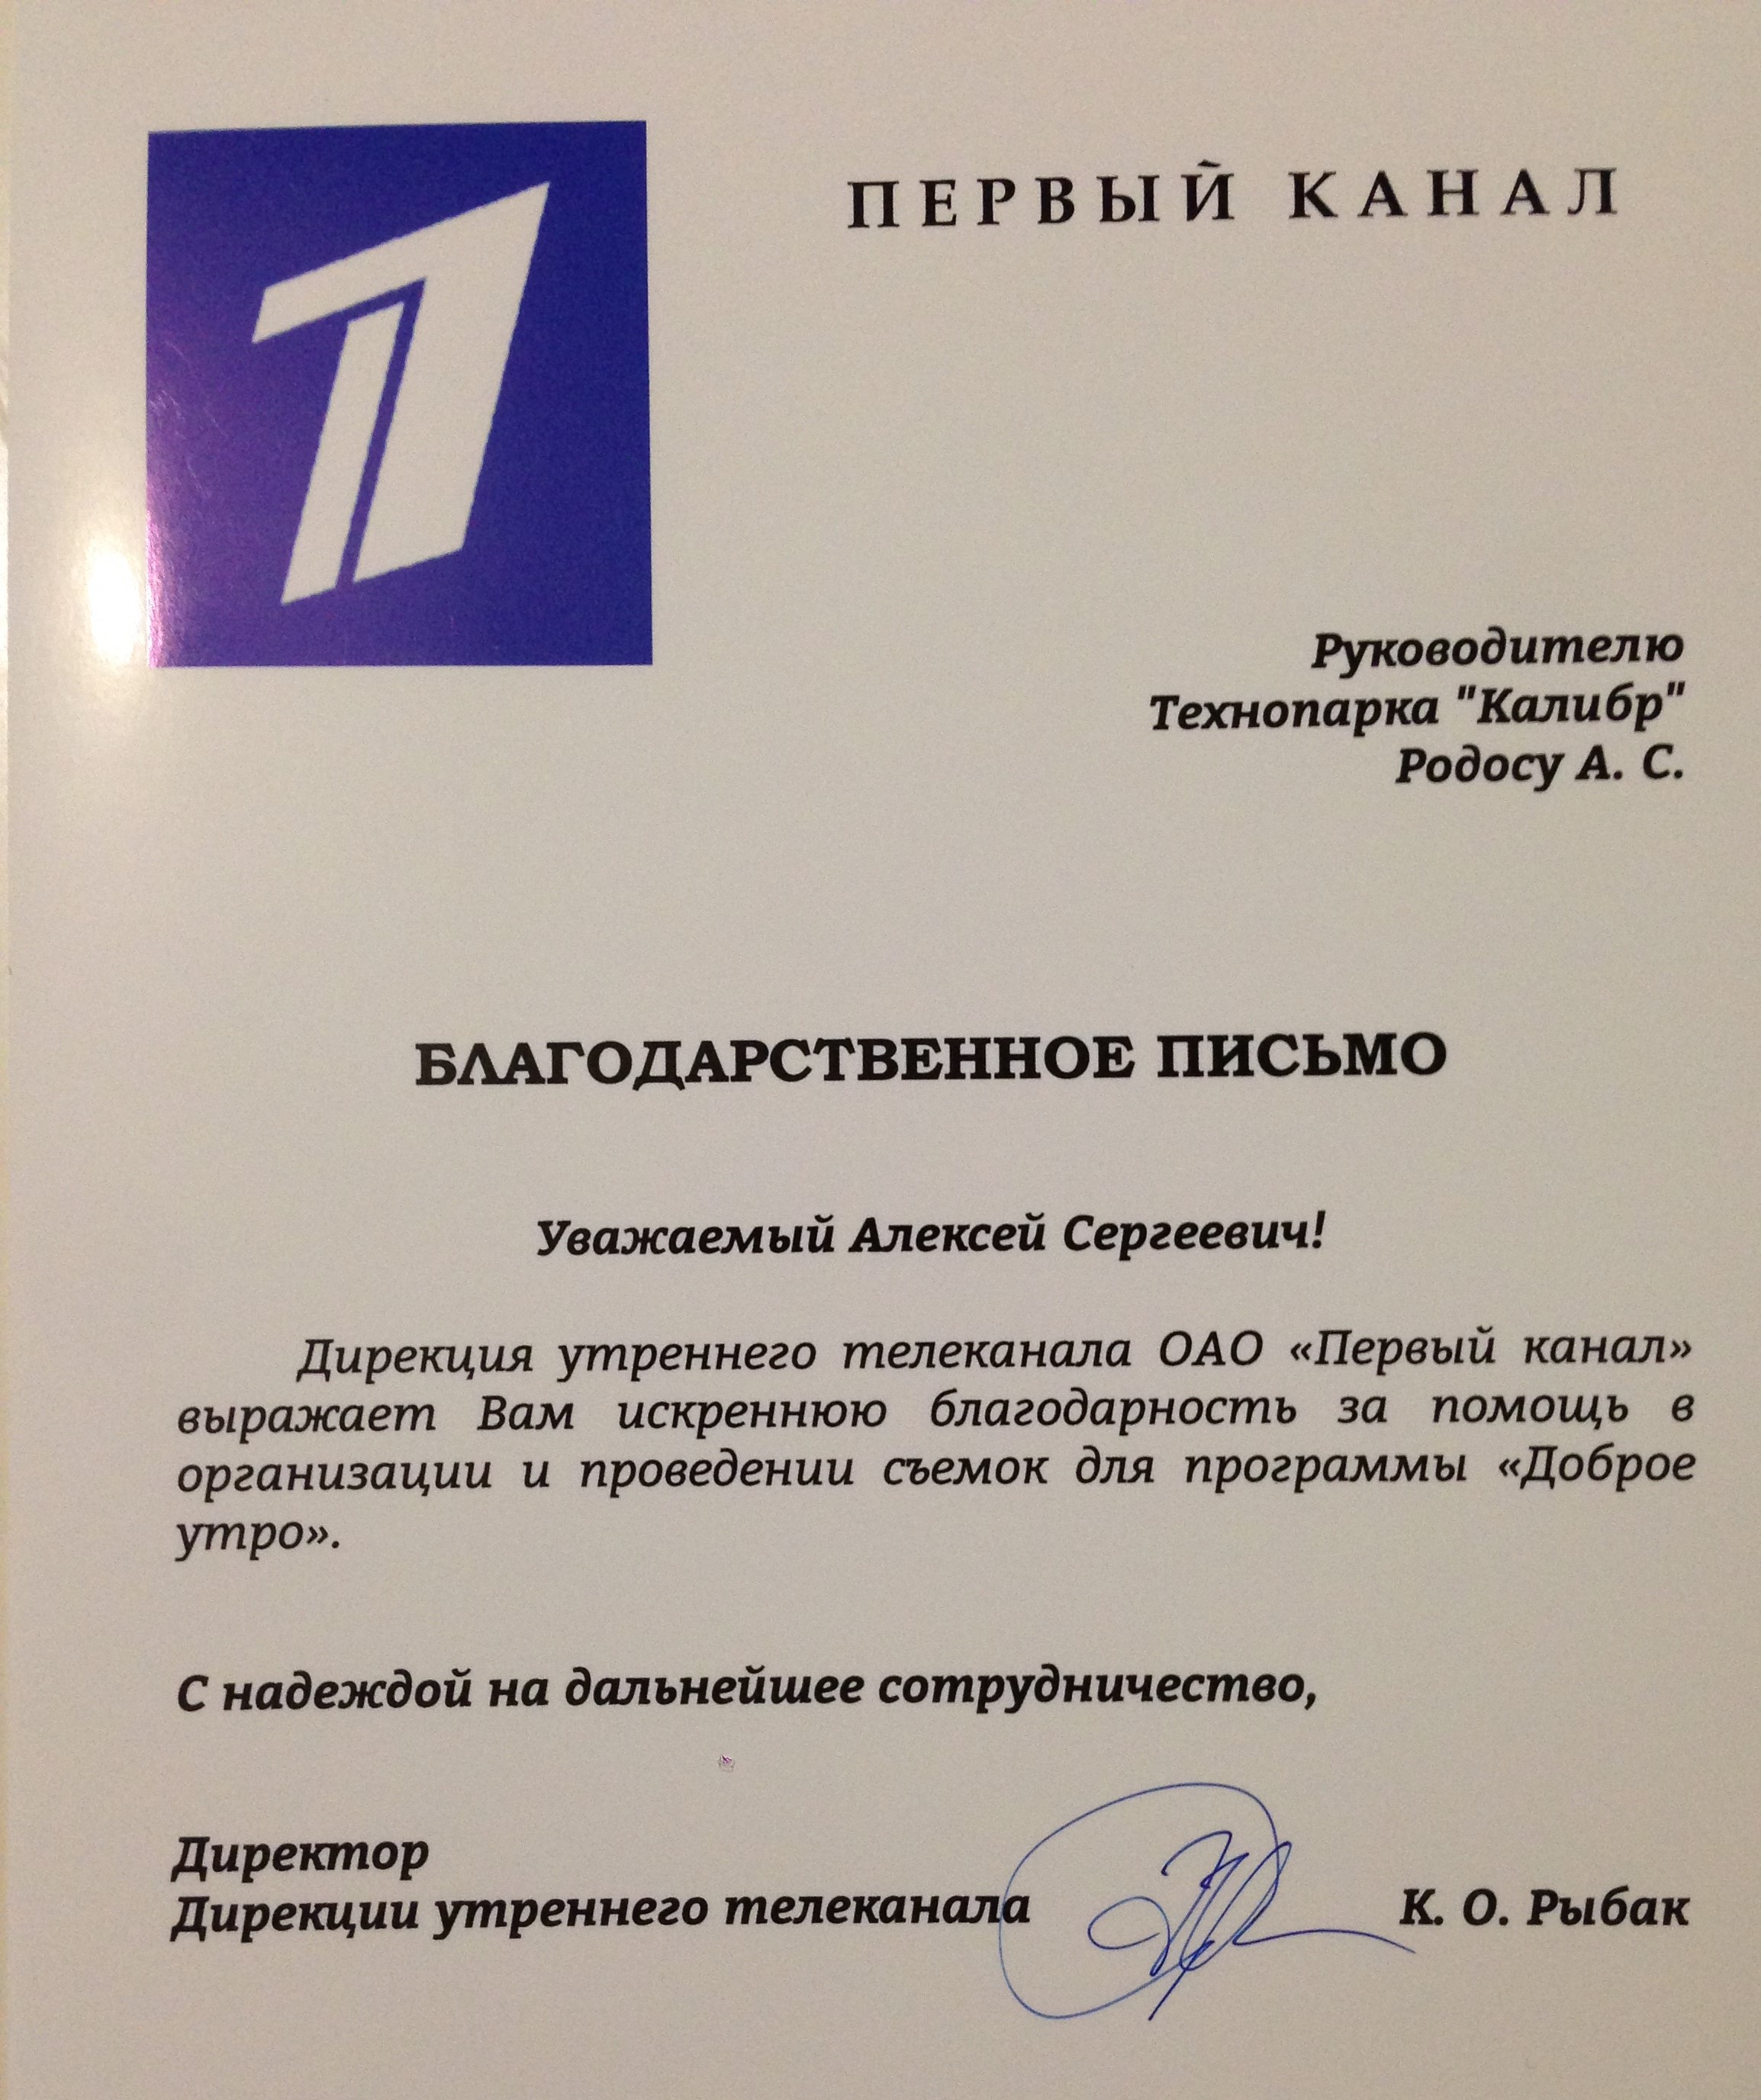 ПЕРВЫЙ КАНАЛ
Руководителю
Технопарка "Калибр"
Родосу А. С.
БЛАГОДАРСТВЕННОЕ ПИСЬМО
Уважаемый Алексей Сергеевич!
Дирекция утреннего телеканала ОАО «Первый канал»
выражает Вам искреннюю благодарность за помощь в
организации и проведении съемок для программы «Доброе
утро».
С надеждой на дальнейшее сотрудничество,
Директор
Дирекции утреннего телеканала К. О. Рыбак